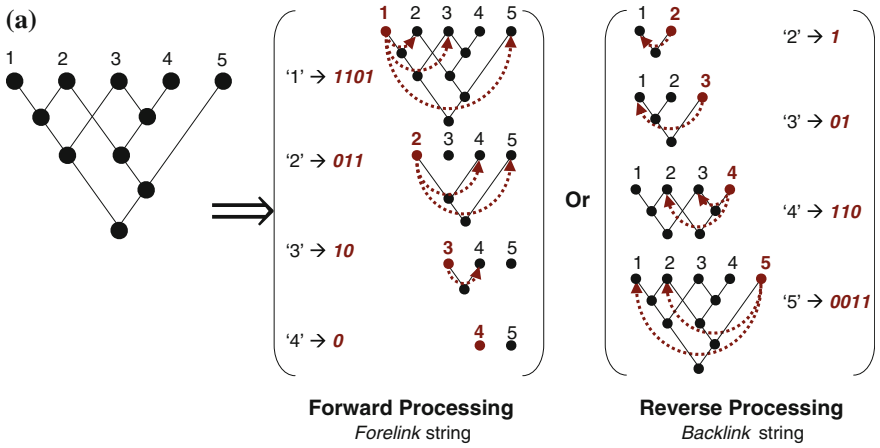 (a)
1 2 3 4 5
1 2 3 4 5
'1' → 1101
2 3 4 5
'2' → 011
3 4 5
'3' → 10
4 5
'4' → 0
Forward Processing
Forelink string
Or
1 2
'2' → 1
1 2 3
'3' → 01
1 2 3 4
'4' → 110
1 2 3 4 5
'5' → 0011
Reverse Processing
Backlink string